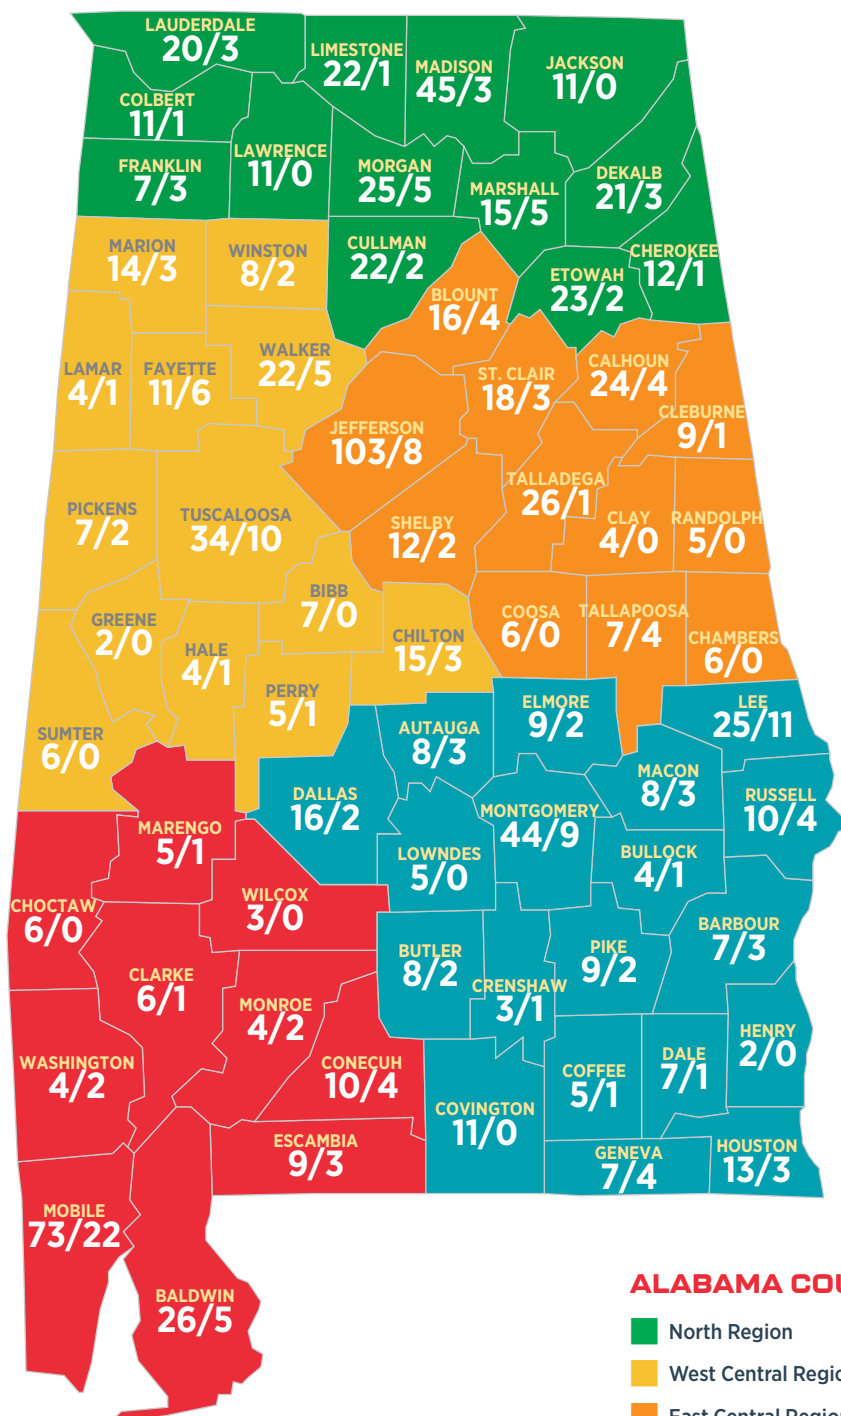 LAUDERDALE
20/3
LIMESTONE
22/1
MADISON
45/3
JACKSON
11/0
COLBERT
11/1
LAWRENCE
11/0
FRANKLIN
7/3
MORGAN
25/5
MARSHALL
15/5
DEKALB
21/3
CHEROKEE
12/1
CULLMAN
22/2
ETOWAH
23/2
MARION
14/3
WINSTON
8/2
BLOUNT
16/4
LAMAR
4/1
FAYETTE
11/6
WALKER
22/5
ST. CLAIR
18/3
CALHOUN
24/4
CLEBURNE
9/1
JEFFERSON
103/8
TALLADEGA
26/1
PICKENS
7/2
TUSCALOOSA
34/10
SHELBY
12/2
CLAY
4/0
RANDOLPH
5/0
BIBB
7/0
GREENE
2/0
HALE
4/1
CHILTON
15/3
COOSA
6/0
TALLAPOOSA
7/4
CHAMBERS
6/0
PERRY
5/1
SUMTER
6/0
AUTAUGA
8/3
ELMORE
9/2
LEE
25/11
DALLAS
16/2
MACON
8/3
RUSSELL
10/4
MARENGO
5/1
MONTGOMERY
44/9
LOWNDES
5/0
BULLOCK
4/1
CHOCTAW
6/0
WILCOX
3/0
BARBOUR
7/3
CLARKE
6/1
BUTLER
8/2
PIKE
9/2
CRENSHAW
3/1
MONROE
4/2
HENRY
2/0
WASHINGTON
4/2
CONECUH
10/4
COFFEE
5/1
DALE
7/1
COVINGTON
11/0
ESCAMBIA
9/3
GENEVA
7/4
HOUSTON
13/3
MOBILE
73/22
BALDWIN
26/5
ALABAMA COU
North Region
West Central Regio
East Central Region